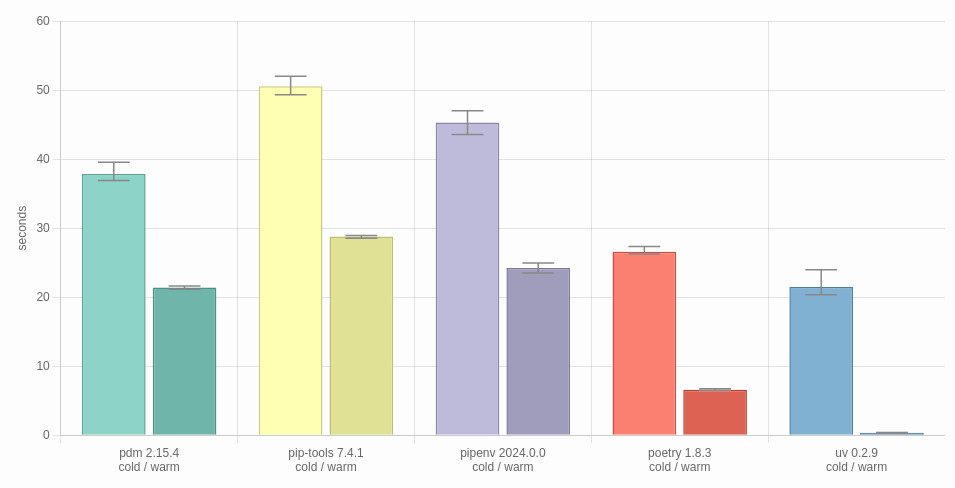 60
50
40
30
20
10
0
seconds
pdm 2.15.4
cold / warm
pip-tools 7.4.1
cold / warm
pipenv 2024.0.0
cold / warm
poetry 1.8.3
cold / warm
uv 0.2.9
cold / warm